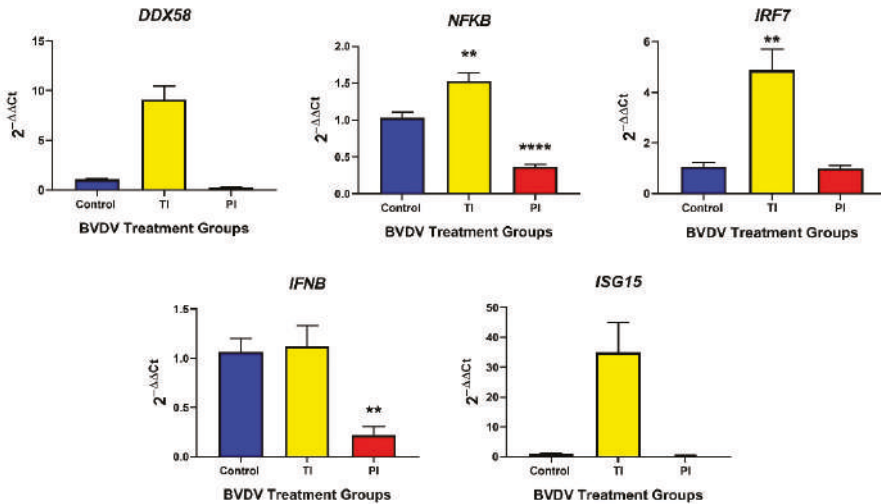 DDX58
15
10
5
0
2^−ΔΔCt
Control TI PI
BVDV Treatment Groups
NFKB
2.0
1.5
1.0
0.5
0.0
2^−ΔΔCt
**
****
Control TI PI
BVDV Treatment Groups
IRF7
6
4
2
0
2^−ΔΔCt
**
Control TI PI
BVDV Treatment Groups
IFNB
1.5
1.0
0.5
0.0
2^−ΔΔCt
**
Control TI PI
BVDV Treatment Groups
ISG15
50
40
30
20
10
0
2^−ΔΔCt
Control TI PI
BVDV Treatment Groups